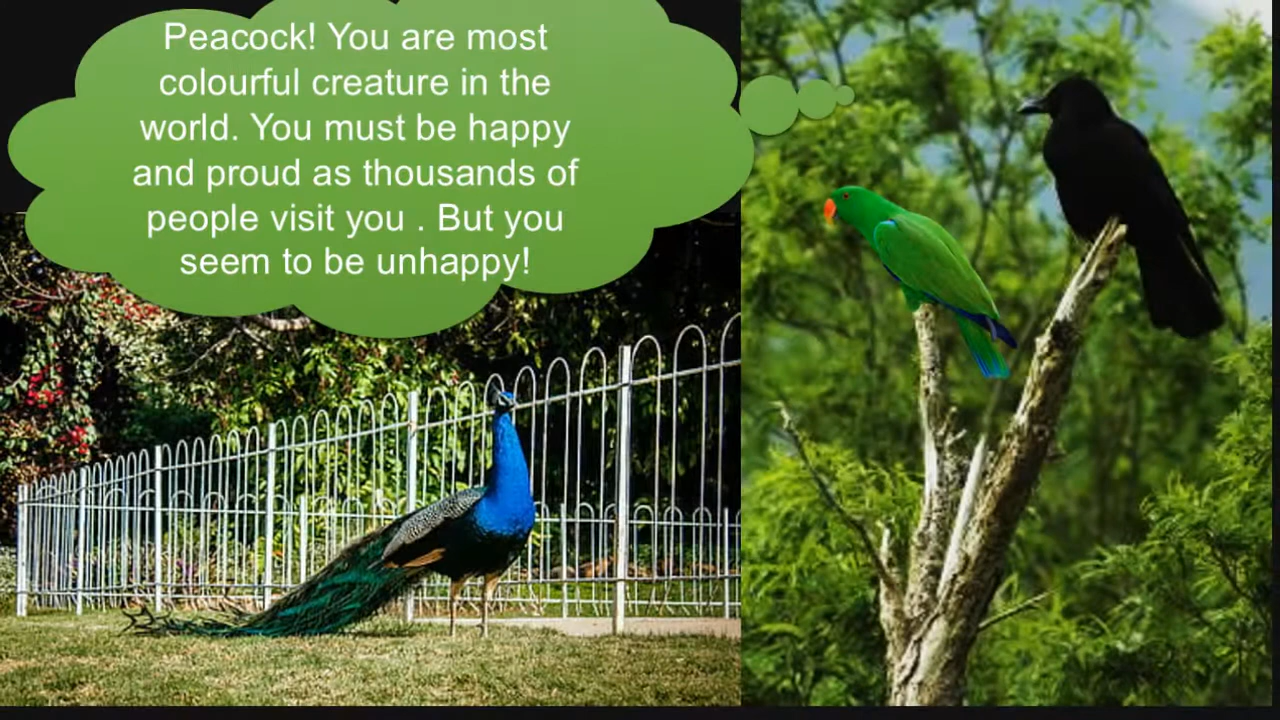 Peacock! You are most
colourful creature in the
world. You must be happy
and proud as thousands of
people visit you . But you
seem to be unhappy!